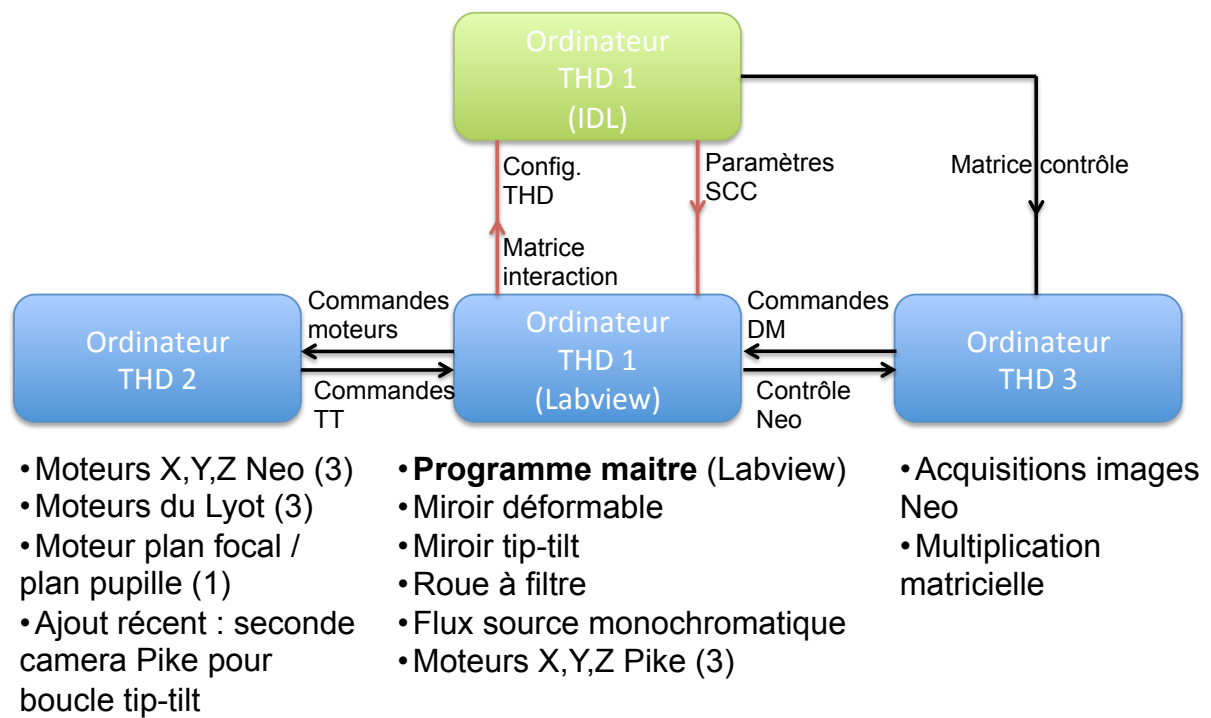 Ordinateur
THD 1
(IDL)
Config.
THD
Paramètres
SCC
Matrice contrôle
Matrice
interaction
Commandes
moteurs
Commandes
DM
Ordinateur
THD 2
Ordinateur
THD 1
(Labview)
Ordinateur
THD 3
Commandes
TT
Contrôle
Neo
•Moteurs X,Y,Z Neo (3)
•Moteurs du Lyot (3)
•Moteur plan focal /
plan pupille (1)
•Ajout récent : seconde
camera Pike pour
boucle tip-tilt
•Programme maitre (Labview)
•Miroir déformable
•Miroir tip-tilt
•Roue à filtre
•Flux source monochromatique
•Moteurs X,Y,Z Pike (3)
•Acquisitions images
Neo
•Multiplication
matricielle